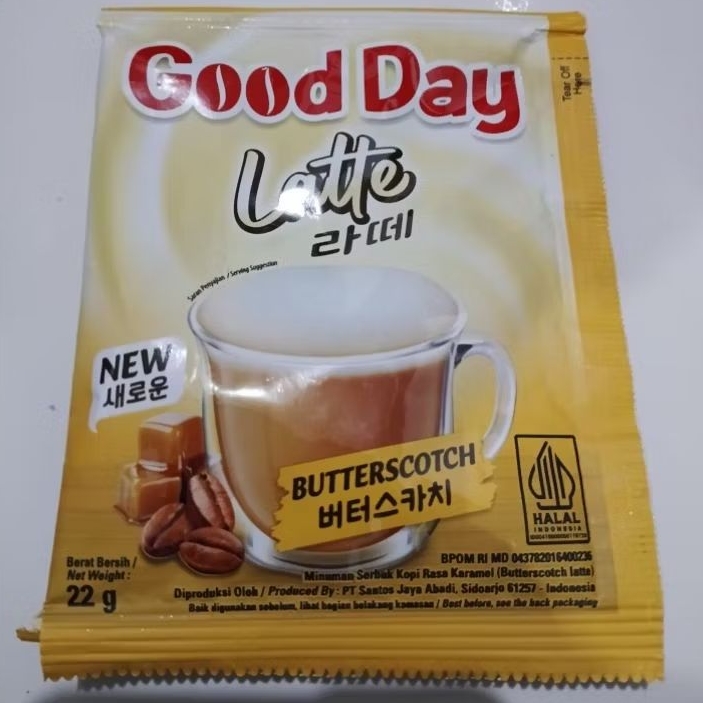 Good Day
Tear Off
Here
Latte
라떼
Saran Penyajian / Serving Suggestion
NEW
새로운
BUTTERSCOTCH
버터스카치
HALAL
INDONESIA
Berat Bersih /
Net Weight :
22 g
BPOM RI MD 043782016400236
Minuman Serbuk Kopi Rasa Karamel (Butterscotch latte)
Diproduksi Oleh / Produced By : PT Santos Jaya Abadi, Sidoarjo 61257 - Indonesia
Baik digunakan sebelum, lihat bagian belakang kemasan / Best before, see the back packaging